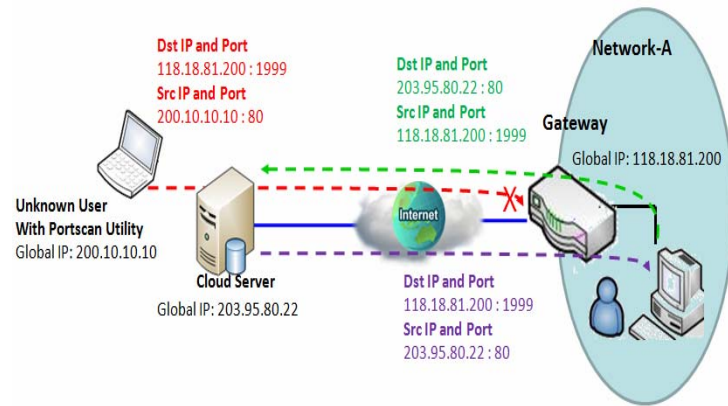 Dst IP and Port
118.18.81.200 : 1999
Src IP and Port
200.10.10.10 : 80
Dst IP and Port
203.95.80.22 : 80
Src IP and Port
118.18.81.200 : 1999
Network-A
Gateway
Global IP: 118.18.81.200
Unknown User
With Portscan Utility
Global IP: 200.10.10.10
Internet
Cloud Server
Global IP: 203.95.80.22
Dst IP and Port
118.18.81.200 : 1999
Src IP and Port
203.95.80.22 : 80